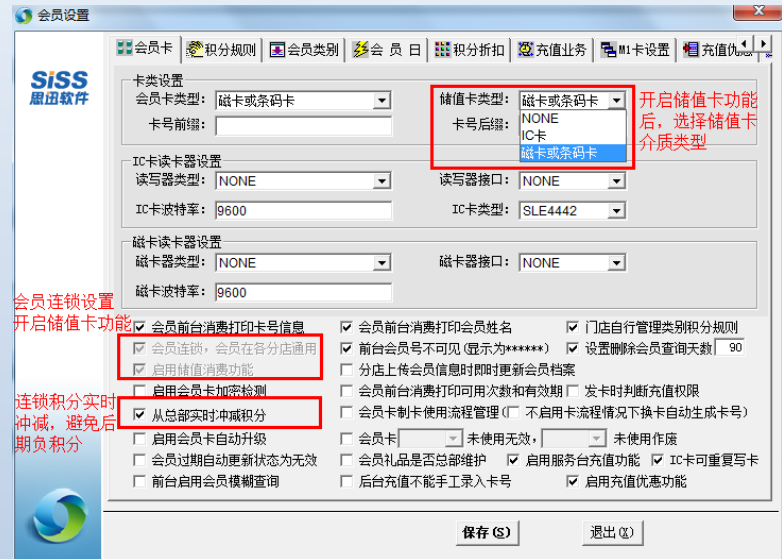 会员设置
会员卡 积分规则 会员类别 会 员 日 积分折扣 充值业务 M1卡设置
SiSS
思迅软件
卡类设置
会员卡类型: 磁卡或条码卡 储值卡类型: 磁卡或条码卡
卡号前缀: 卡号后缀:
NONE
IC卡
磁卡或条码卡
开启储值卡功能
后，选择储值卡
介质类型
IC卡读卡器设置
读写器类型: NONE 读写器接口: NONE
IC卡波特率: 9600 IC卡类型: SLE4442
磁卡读卡器设置
磁卡器类型: NONE 磁卡器接口: NONE
磁卡波特率: 9600
会员连锁设置
开启储值卡功能
会员前台消费打印卡号信息 会员前台消费打印会员姓名 门店自行管理类别积分规则
会员连锁，会员在各分店通用 前台会员号不可见(显示为******) 设置删除会员查询天数 90
启用储值消费功能 分店上传会员信息时即时更新会员档案
启用会员卡加密检测 会员前台消费打印可用次数和有效期 发卡时判断充值权限
连锁积分实时
冲减，避免后
期负积分
从总部实时冲减积分 会员卡制卡使用流程管理( 不启用卡流程情况下换卡自动生成卡号)
启用会员卡自动升级 会员卡 未使用无效， 未使用作废
会员过期自动更新状态为无效 会员礼品是否总部维护 启用服务台充值功能 IC卡可重复写卡
前台启用会员模糊查询 后台充值不能手工录入卡号 启用充值优惠功能
保存(S) 退出(X)